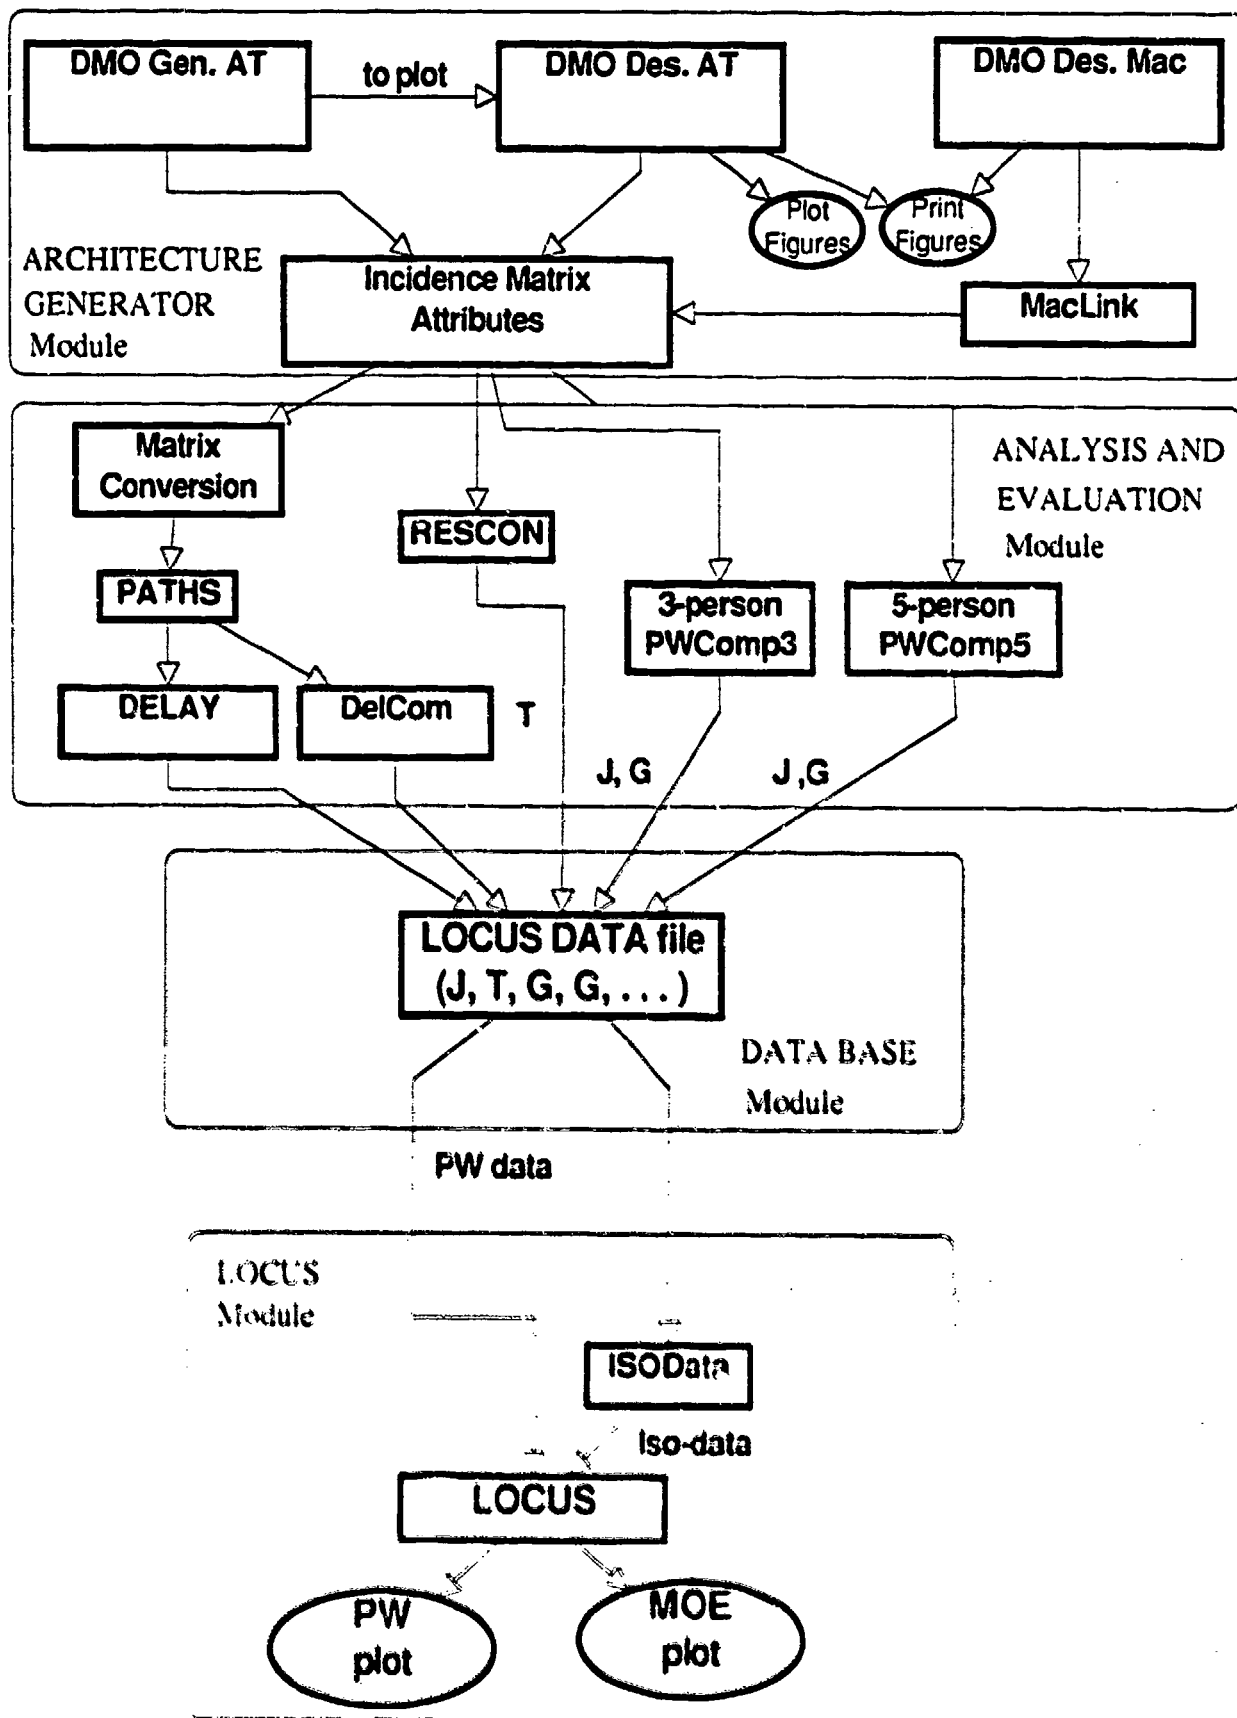 DMO Gen. AT
to plot
DMO Des. AT
DMO Des. Mac
Plot
Figures
Print
Figures
ARCHITECTURE
GENERATOR
Module
Incidence Matrix
Attributes
MacLink
Matrix
Conversion
ANALYSIS AND
EVALUATION
Module
RESCON
PATHS
3-person
PWComp3
5-person
PWComp5
DELAY
DelCom
T
J, G
J ,G
LOCUS DATA file
(J, T, G, G, . . . )
DATA BASE
Module
PW data
LOCUS
Module
ISOData
Iso-data
LOCUS
PW
plot
MOE
plot